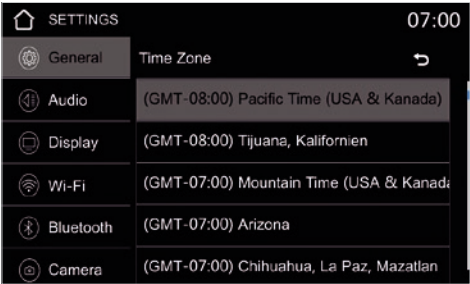 SETTINGS 07:00
General
Time Zone
Audio
(GMT-08:00) Pacific Time (USA & Kanada)
Display
(GMT-08:00) Tijuana, Kalifornien
Wi-Fi
(GMT-07:00) Mountain Time (USA & Kanada
Bluetooth
(GMT-07:00) Arizona
Camera
(GMT-07:00) Chihuahua, La Paz, Mazatlan